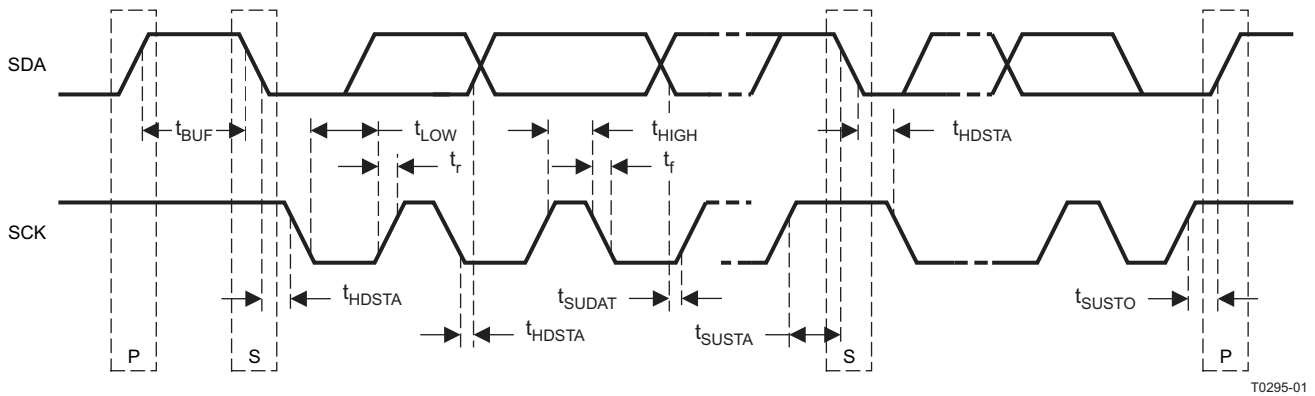 SDA
tBUF
tLOW
tHIGH
tHDSTA
tr
tf
SCK
tHDSTA
tSUDAT
tSUSTO
tHDSTA
tSUSTA
P
S
S
P
T0295-01